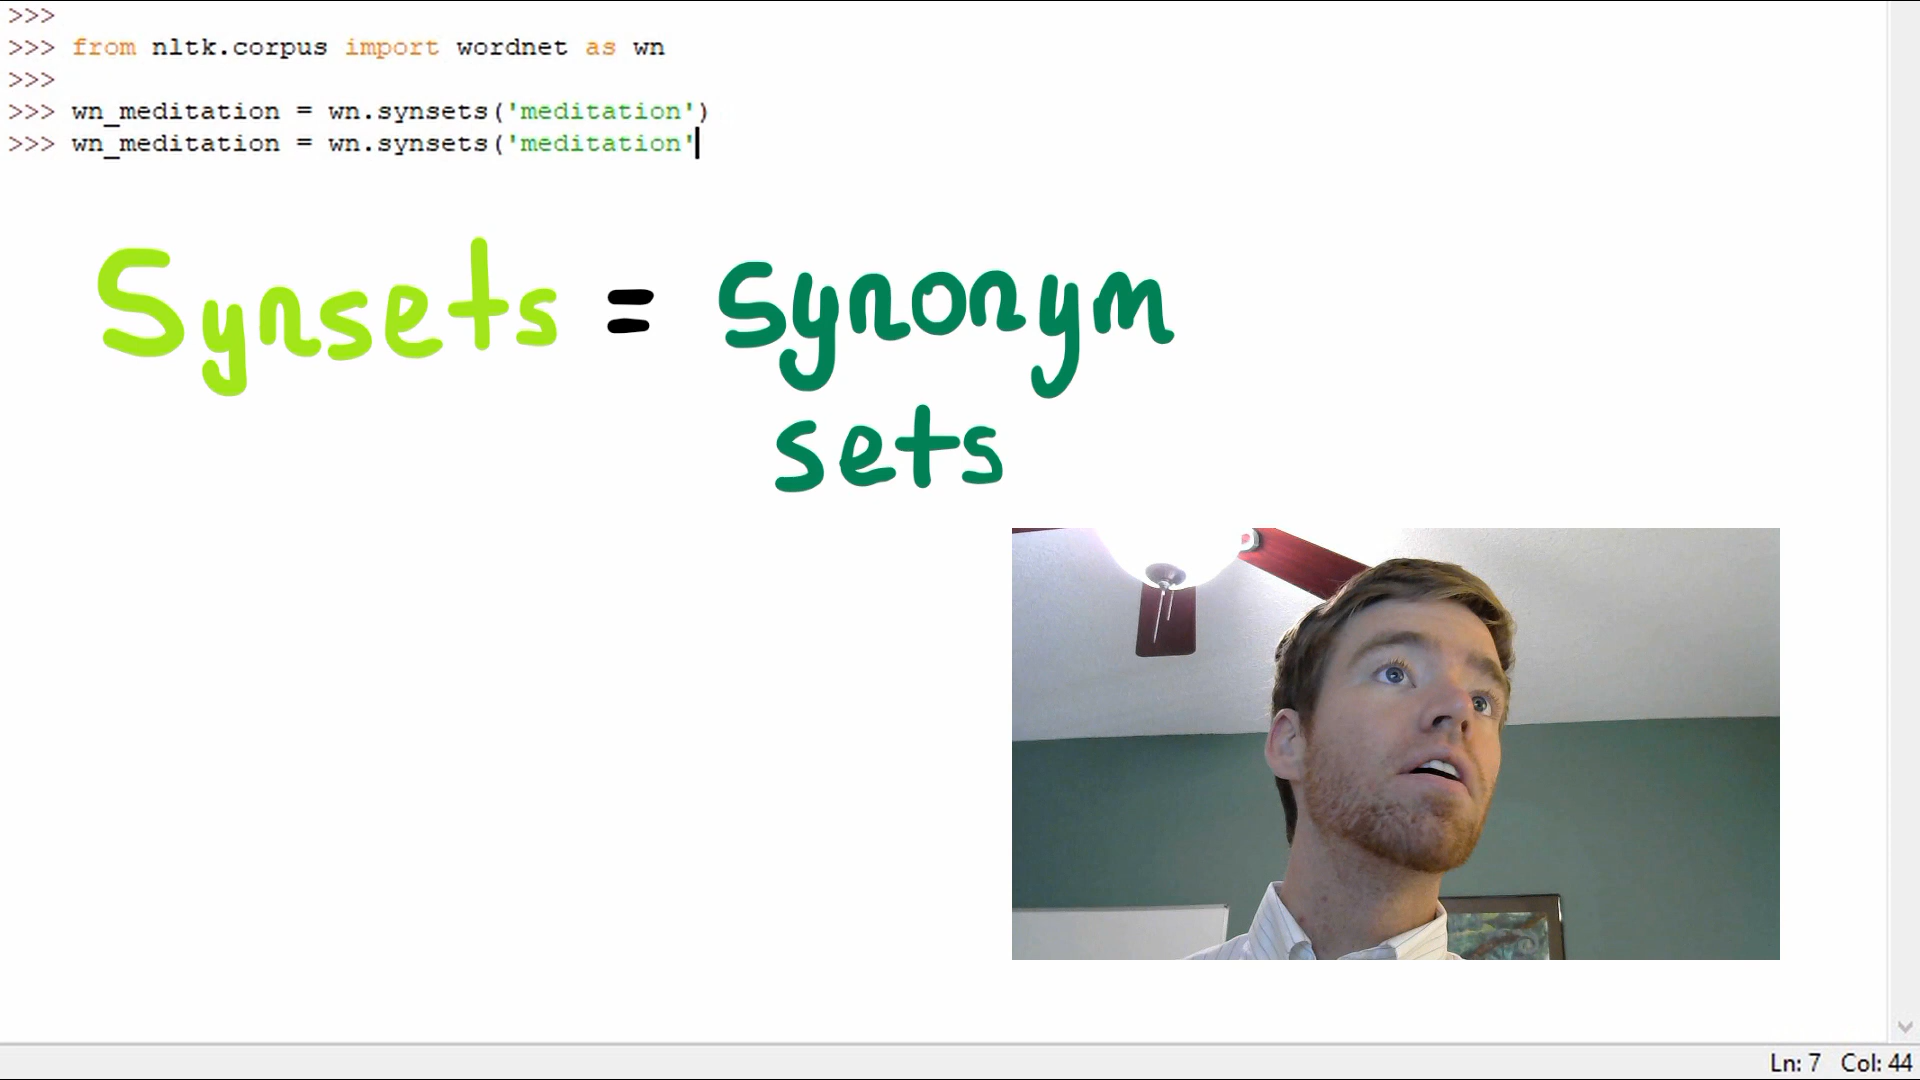 >>>
>>> from nltk.corpus import wordnet as wn
>>>
>>> wn_meditation = wn.synsets('meditation')
>>> wn_meditation = wn.synsets('meditation'
Synsets = Synonym
sets
Ln: 7 Col: 44